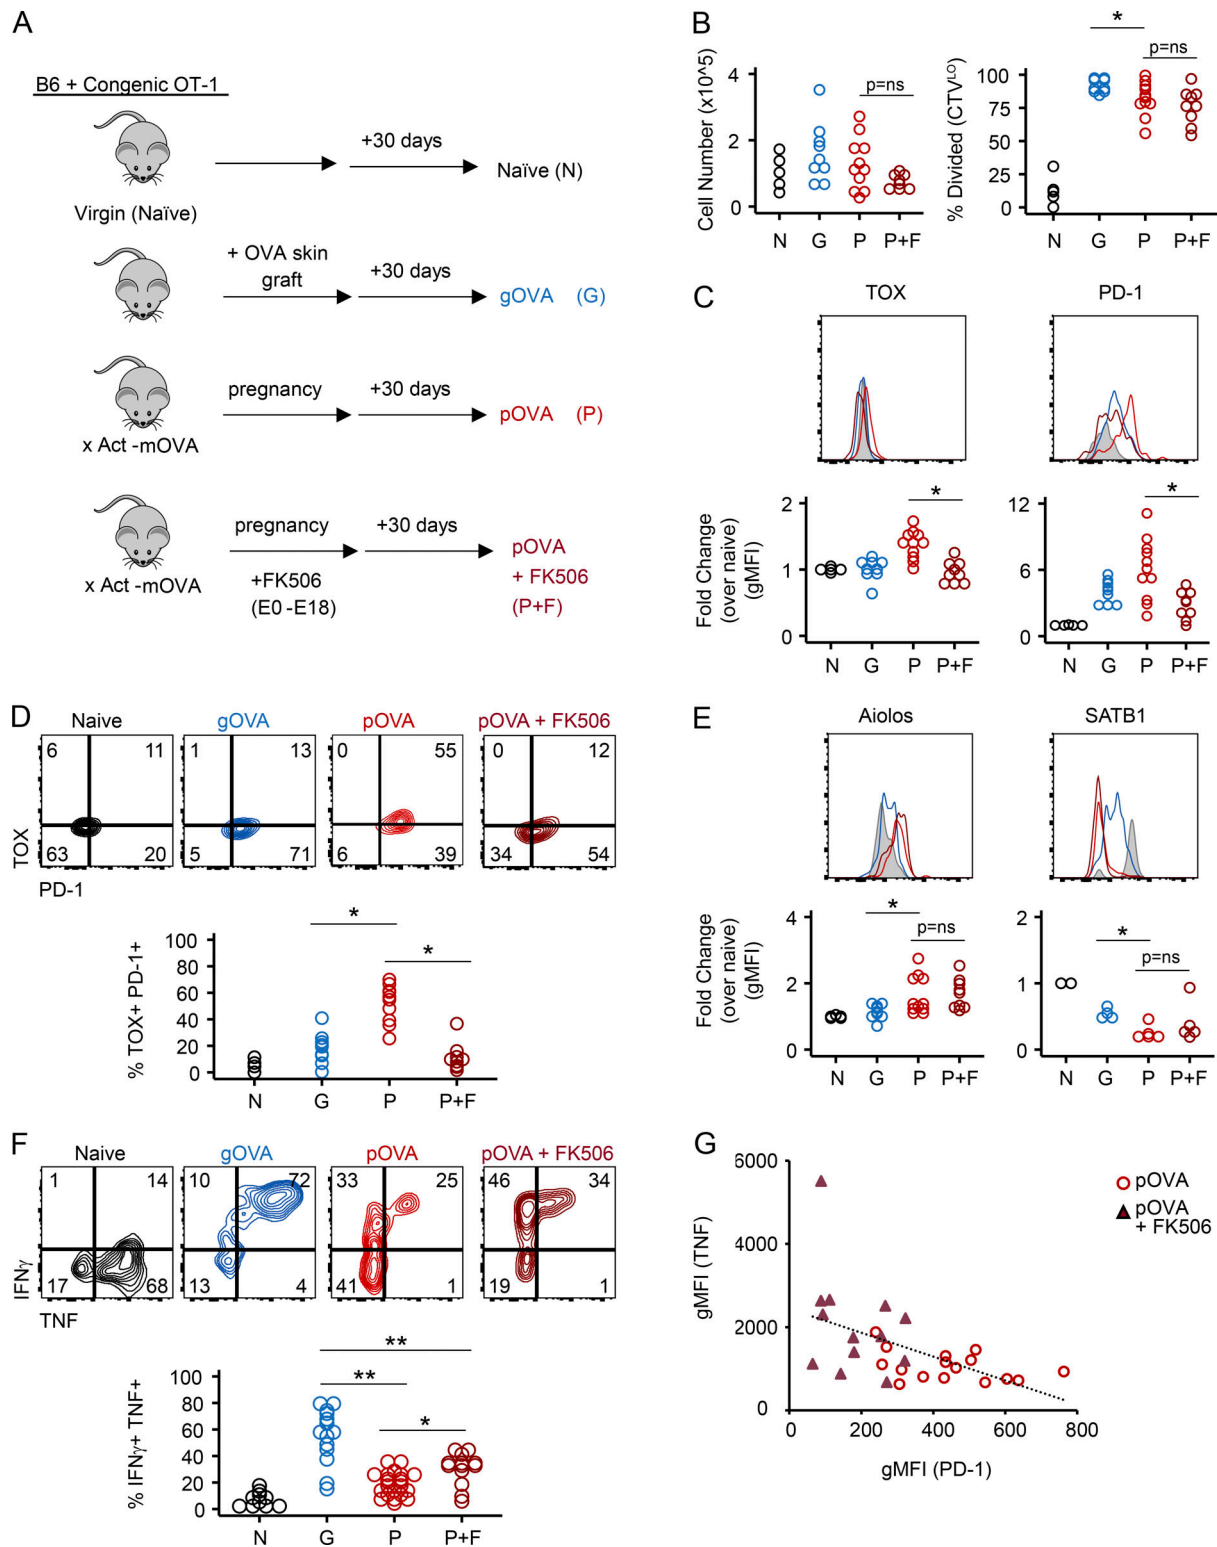 A
B6 + Congenic OT-1
+30 days
Naïve (N)
Virgin (Naïve)
+ OVA skin
graft
+30 days
gOVA (G)
pregnancy
+30 days
pOVA (P)
x Act -mOVA
pregnancy
+30 days
pOVA
+ FK506
(P+F)
+FK506
(E0 -E18)
x Act -mOVA
B
Cell Number (x10^5)
4
2
0
p=ns
N G P P+F
% Divided (CTVLO)
100
75
50
25
0
*
p=ns
N G P P+F
C
TOX
PD-1
Fold Change
(over naive)
(gMFI)
2
1
0
*
N G P P+F
12
6
0
*
N G P P+F
D
Naive
gOVA
pOVA
pOVA + FK506
6 11
1 13
0 55
0 12
63 20
5 71
6 39
34 54
TOX
PD-1
% TOX+ PD-1+
100
80
60
40
20
0
*
*
N G P P+F
E
Aiolos
SATB1
Fold Change
(over naive)
(gMFI)
4
2
0
*
p=ns
N G P P+F
2
1
0
*
p=ns
N G P P+F
F
Naive
gOVA
pOVA
pOVA + FK506
1 14
10 72
33 25
46 34
17 68
13 4
41 1
19 1
IFNγ
TNF
% IFNγ+ TNF+
100
80
60
40
20
0
**
**
*
N G P P+F
G
gMFI (TNF)
6000
4000
2000
0
0 200 400 600 800
gMFI (PD-1)
pOVA
pOVA
+ FK506